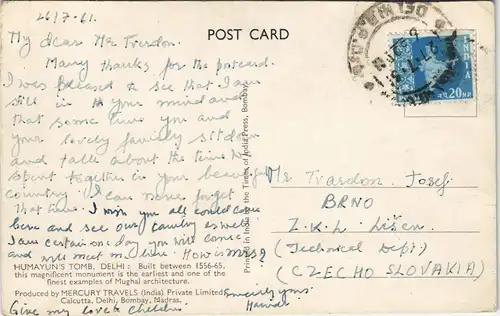 26/7.61.
POST CARD
My dear Mr Tvrdon.
Many thanks for the postcard.
I was pleased to see that I am
still in your mind and
that some time you and
your lovely family sit down
and talk about the time we
spent together in your beautiful
country. I can never forget
that time. I wish you all could come
here and see our country as well
I am certain one day you will come
and will meet me here. How is
HUMAYUN'S TOMB, DELHI: Built between 1556-65,
this magnificent monument is the earliest and one of the
finest examples of Mughal architecture.
Produced by MERCURY TRAVELS (India) Private Limited
Calcutta, Delhi, Bombay, Madras.
Give my love to children
Sincerely yours
Printed in India by the Times of India Press, Bombay
INDIA
20 NP.
Mr Tvrdon Josef
BRNO
Z.K.L. Líšen
(Technical Dept.)
(CZECHO SLOVAKIA)